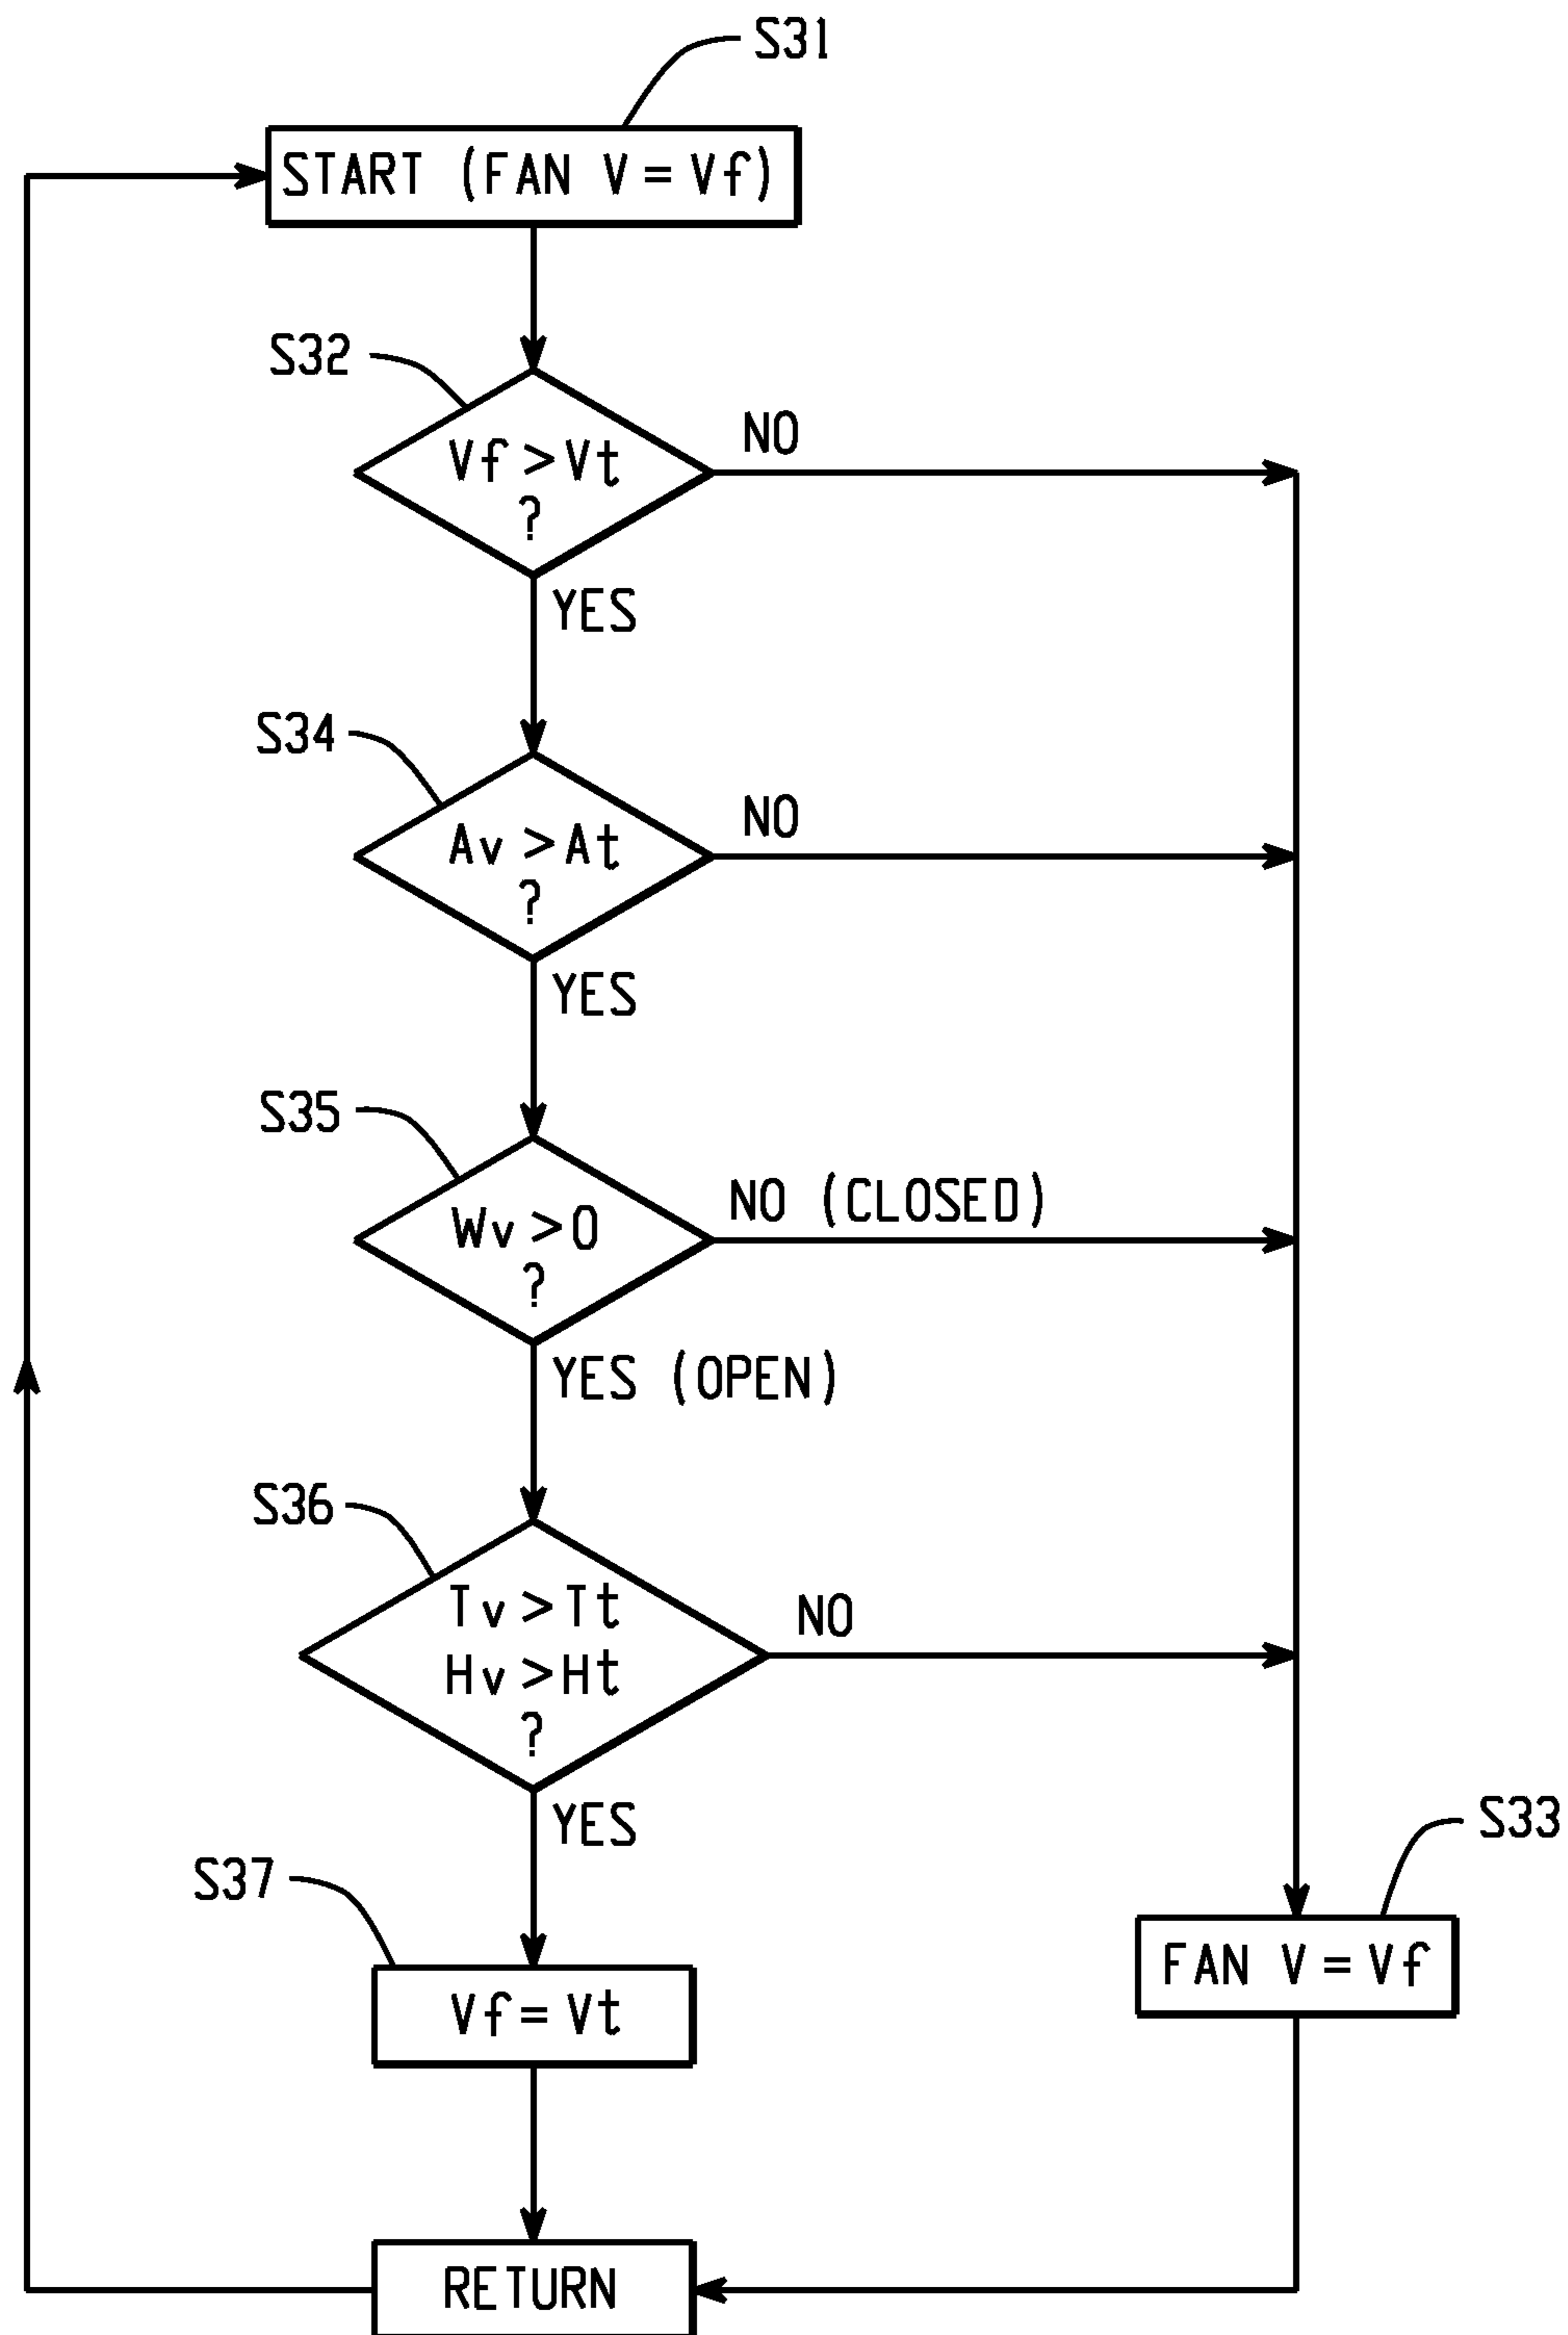 S31
START (FAN V = Vf)
S32
Vf > Vt
?
NO
YES
S34
Av > At
?
NO
YES
S35
Wv > 0
?
NO (CLOSED)
YES (OPEN)
S36
Tv > Tt
Hv > Ht
?
NO
YES
S33
S37
FAN V = Vf
Vf = Vt
RETURN